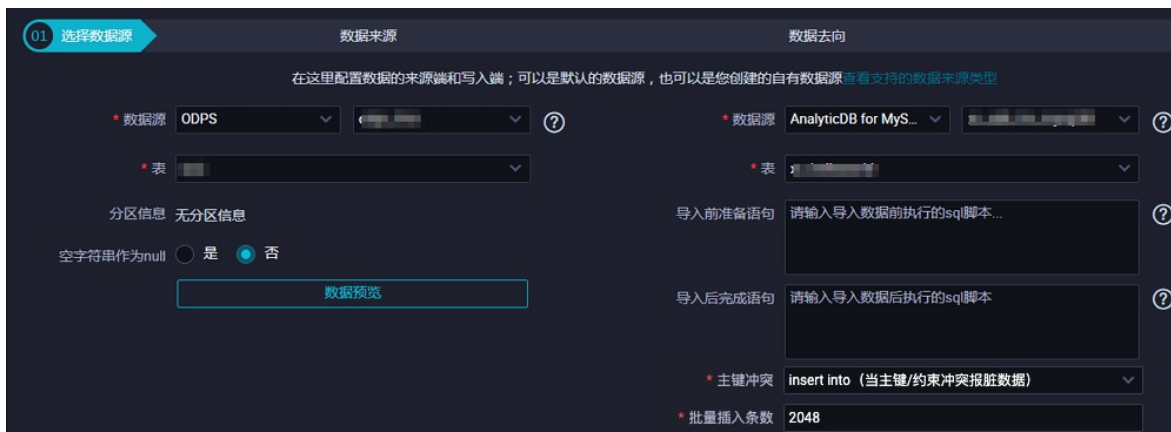 01 选择数据源 数据来源 数据去向
在这里配置数据的来源端和写入端；可以是默认的数据源，也可以是您创建的自有数据源查看支持的数据来源类型
* 数据源 ODPS ?
* 数据源 AnalyticDB for MyS... ?
* 表
* 表
分区信息 无分区信息
导入前准备语句 请输入导入数据前执行的sql脚本... ?
空字符串作为null 是 否
数据预览
导入后完成语句 请输入导入数据后执行的sql脚本 ?
* 主键冲突 insert into（当主键/约束冲突报脏数据）
* 批量插入条数 2048